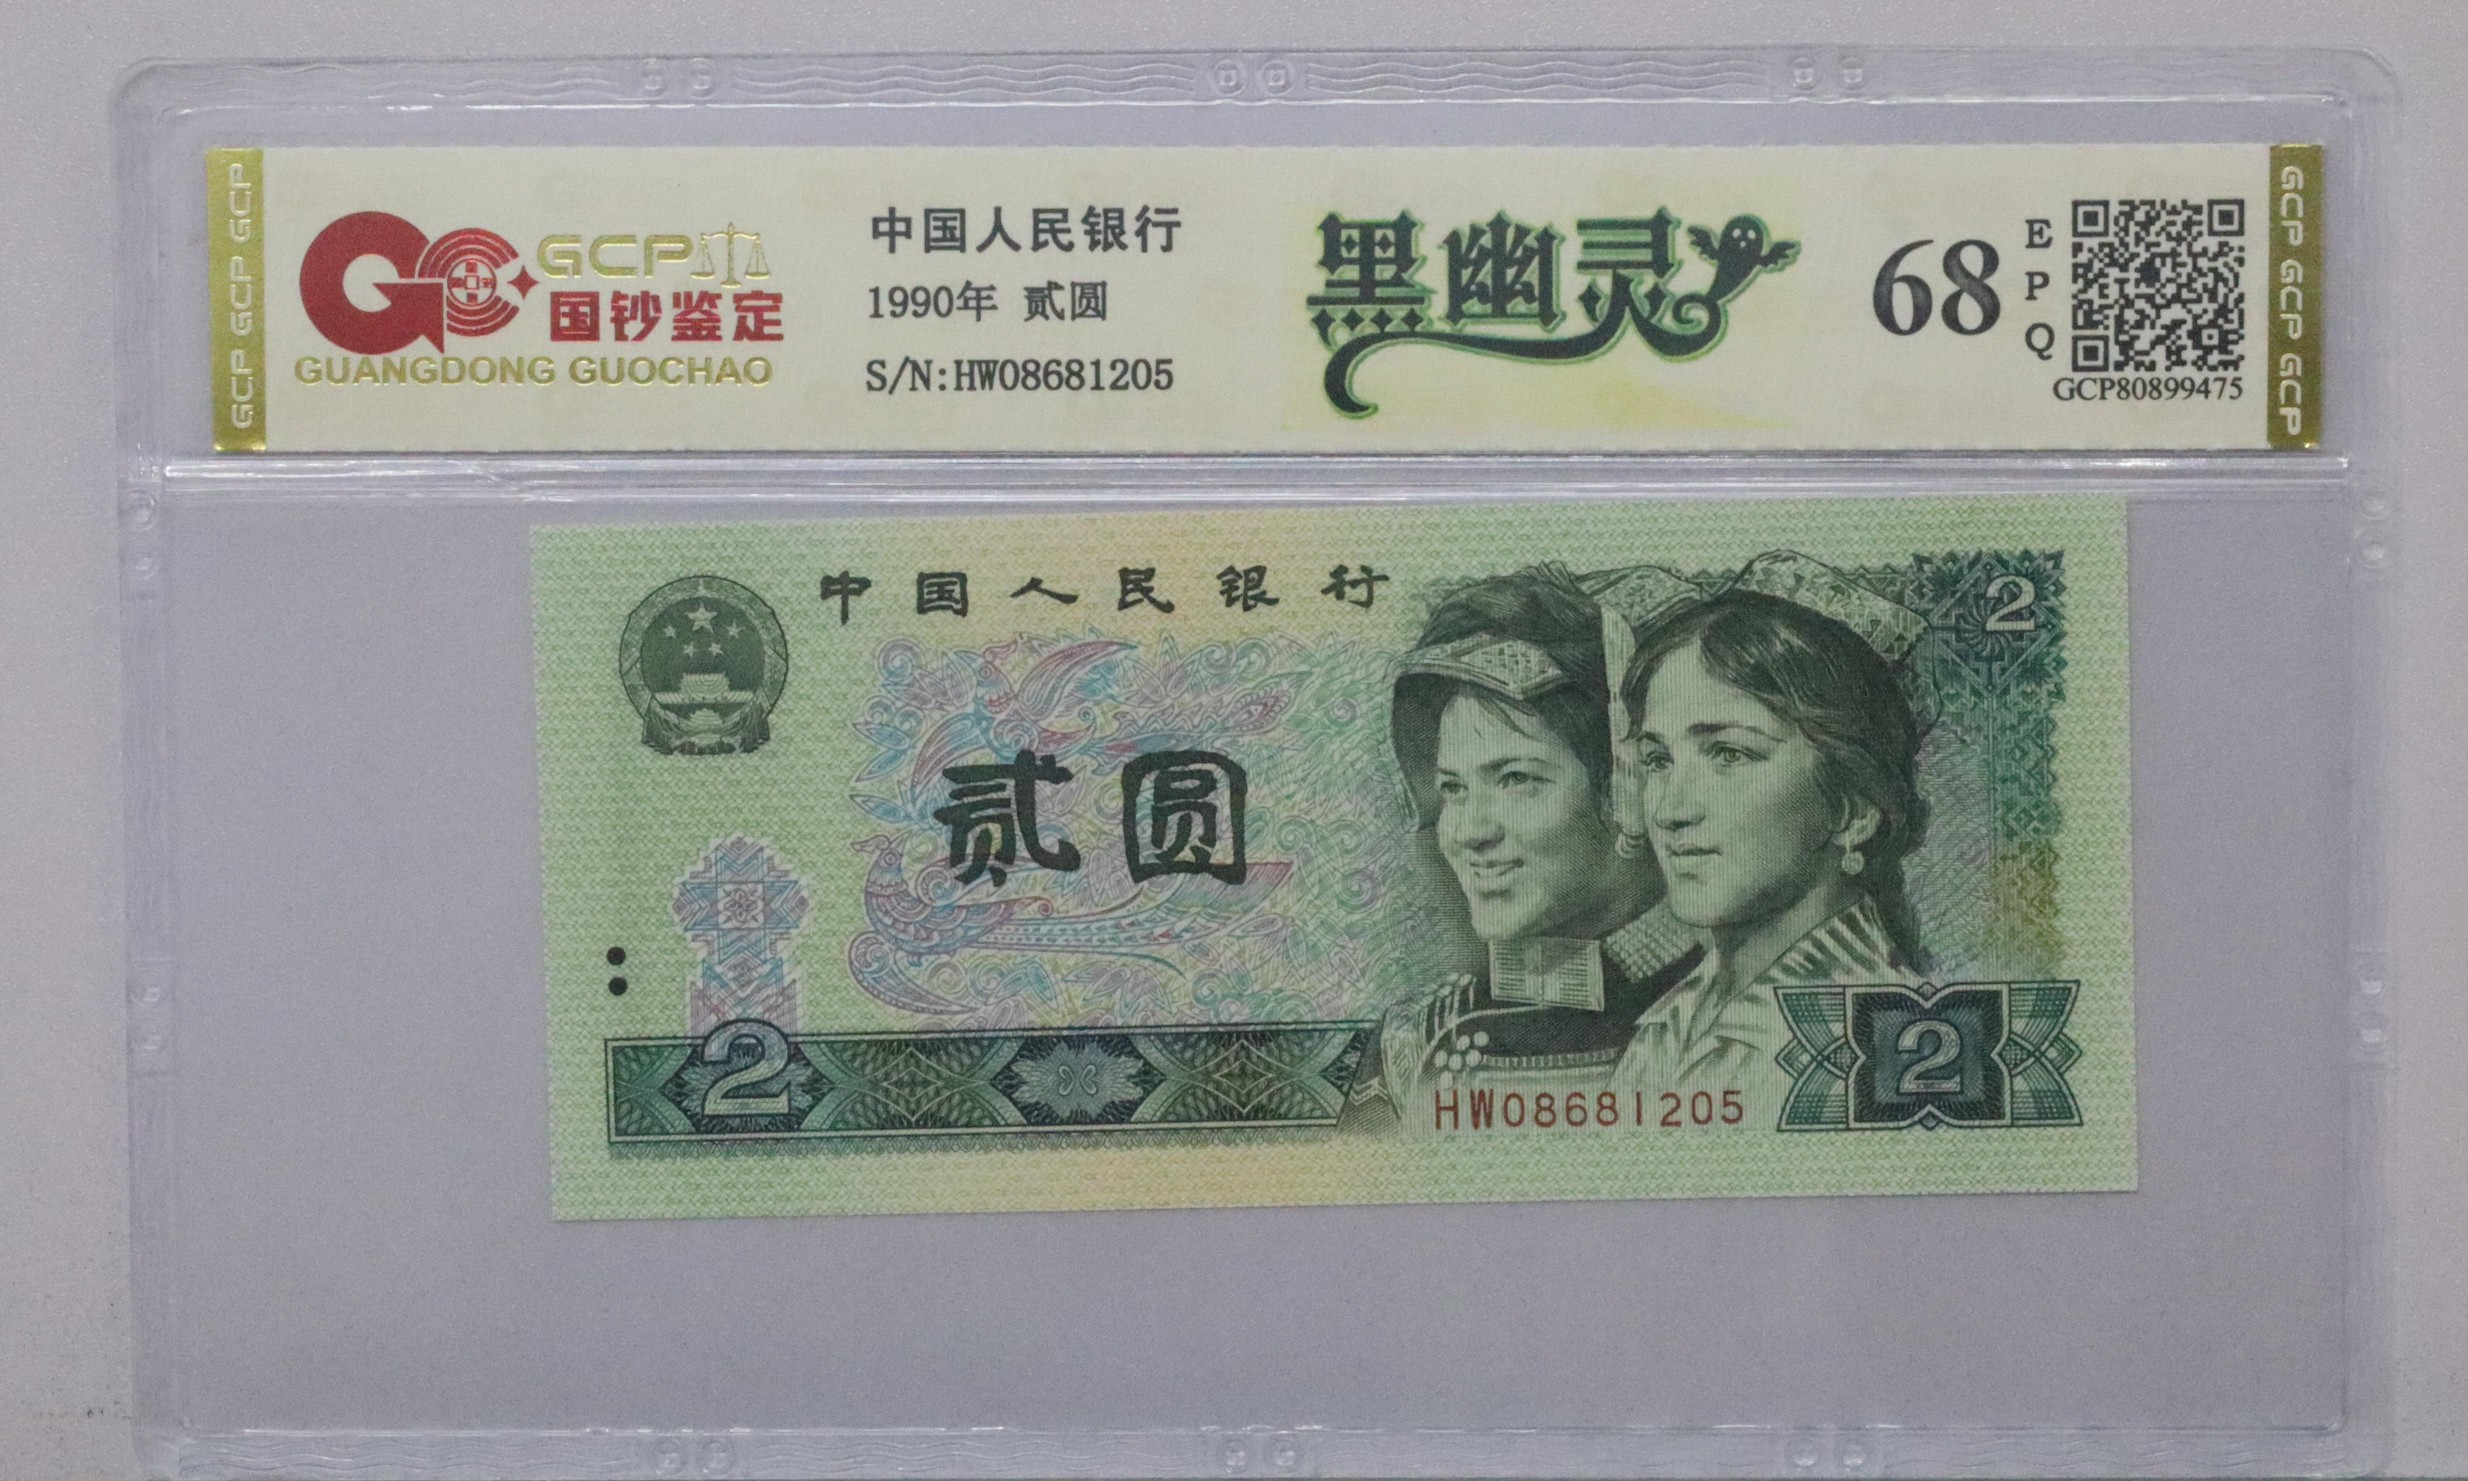 GCP GCP GCP
GCP
国钞鉴定
GUANGDONG GUOCHAO
中国人民银行
1990年 贰圆
S/N:HW08681205
黑幽灵
68
EPQ
GCP80899475
GCP GCP GCP
中国人民银行
2
贰圆
2
HW08681205
2